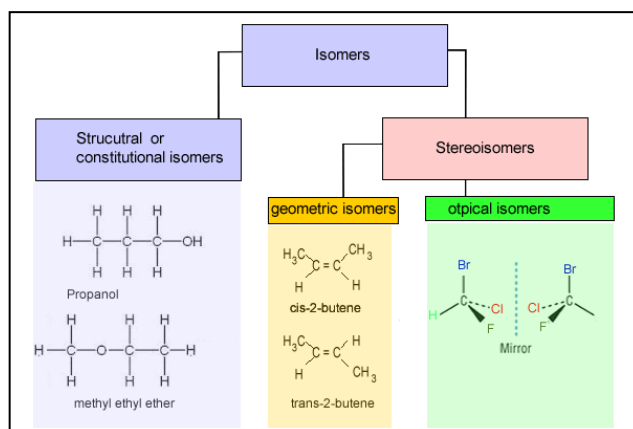 Isomers
Strucutral or
constitutional isomers
Stereoisomers
geometric isomers
otpical isomers
H H H
H—C—C—C—OH
H H H
Propanol
H H H
H—C—O—C—C—H
H H H
methyl ethyl ether
H₃C CH₃
C=C
H H
cis-2-butene
H₃C H
C=C
H CH₃
trans-2-butene
Br Br
H C Cl Cl C
F F
Mirror